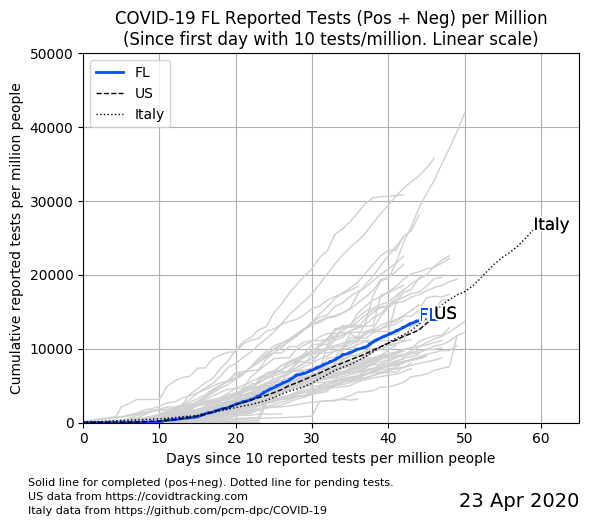 COVID-19 FL Reported Tests (Pos + Neg) per Million
(Since first day with 10 tests/million. Linear scale)
50000
40000
30000
20000
10000
0
Cumulative reported tests per million people
FL
US
Italy
Italy
FL
US
0 10 20 30 40 50 60
Days since 10 reported tests per million people
Solid line for completed (pos+neg). Dotted line for pending tests.
US data from https://covidtracking.com
Italy data from https://github.com/pcm-dpc/COVID-19
23 Apr 2020